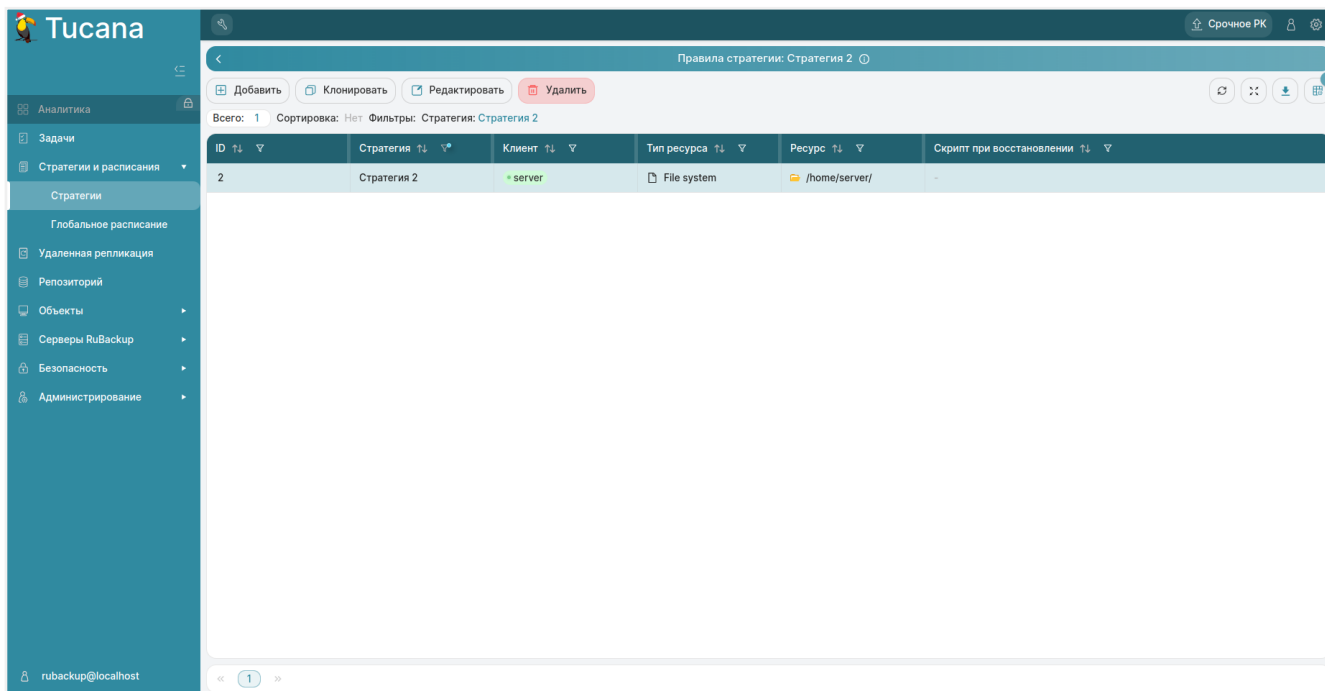 Tucana
Срочное РК
Правила стратегии: Стратегия 2
Добавить Клонировать Редактировать Удалить
Всего: 1 Сортировка: Нет Фильтры: Стратегия: Стратегия 2
ID Стратегия Клиент Тип ресурса Ресурс Скрипт при восстановлении
2 Стратегия 2 server File system /home/server/ -
Аналитика
Задачи
Стратегии и расписания
Стратегии
Глобальное расписание
Удаленная репликация
Репозиторий
Объекты
Серверы RuBackup
Безопасность
Администрирование
rubackup@localhost
« 1 »